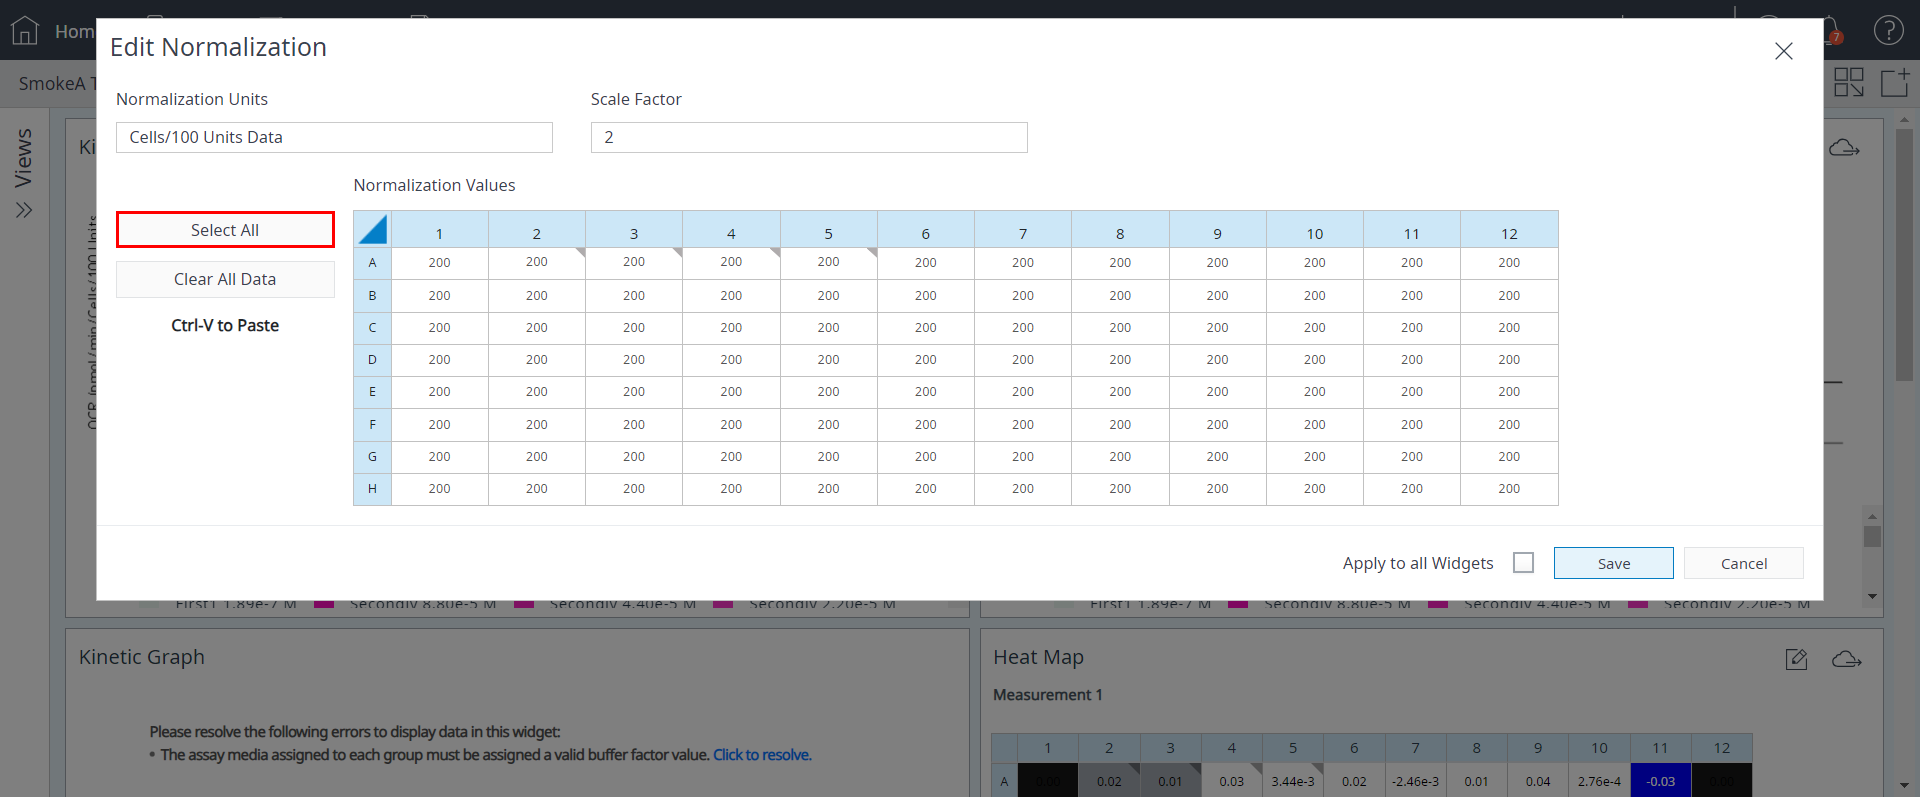 Hom
7
?
SmokeA T
Edit Normalization
Normalization Units
Scale Factor
Cells/100 Units Data
2
Views
Ki
Normalization Values
Select All
Clear All Data
Ctrl-V to Paste
1 2 3 4 5 6 7 8 9 10 11 12
A 200 200 200 200 200 200 200 200 200 200 200 200
B 200 200 200 200 200 200 200 200 200 200 200 200
C 200 200 200 200 200 200 200 200 200 200 200 200
D 200 200 200 200 200 200 200 200 200 200 200 200
E 200 200 200 200 200 200 200 200 200 200 200 200
F 200 200 200 200 200 200 200 200 200 200 200 200
G 200 200 200 200 200 200 200 200 200 200 200 200
H 200 200 200 200 200 200 200 200 200 200 200 200
Apply to all Widgets
Save
Cancel
First1 1.89e-7 M Secondly 8.80e-5 M Secondly 4.40e-5 M Secondly 2.20e-5 M
First1 1.89e-7 M Secondly 8.80e-5 M Secondly 4.40e-5 M Secondly 2.20e-5 M
Kinetic Graph
Please resolve the following errors to display data in this widget:
• The assay media assigned to each group must be assigned a valid buffer factor value. Click to resolve.
Heat Map
Measurement 1
1 2 3 4 5 6 7 8 9 10 11 12
A 0.00 0.02 0.01 0.03 3.44e-3 0.02 -2.46e-3 0.01 0.04 2.76e-4 -0.03